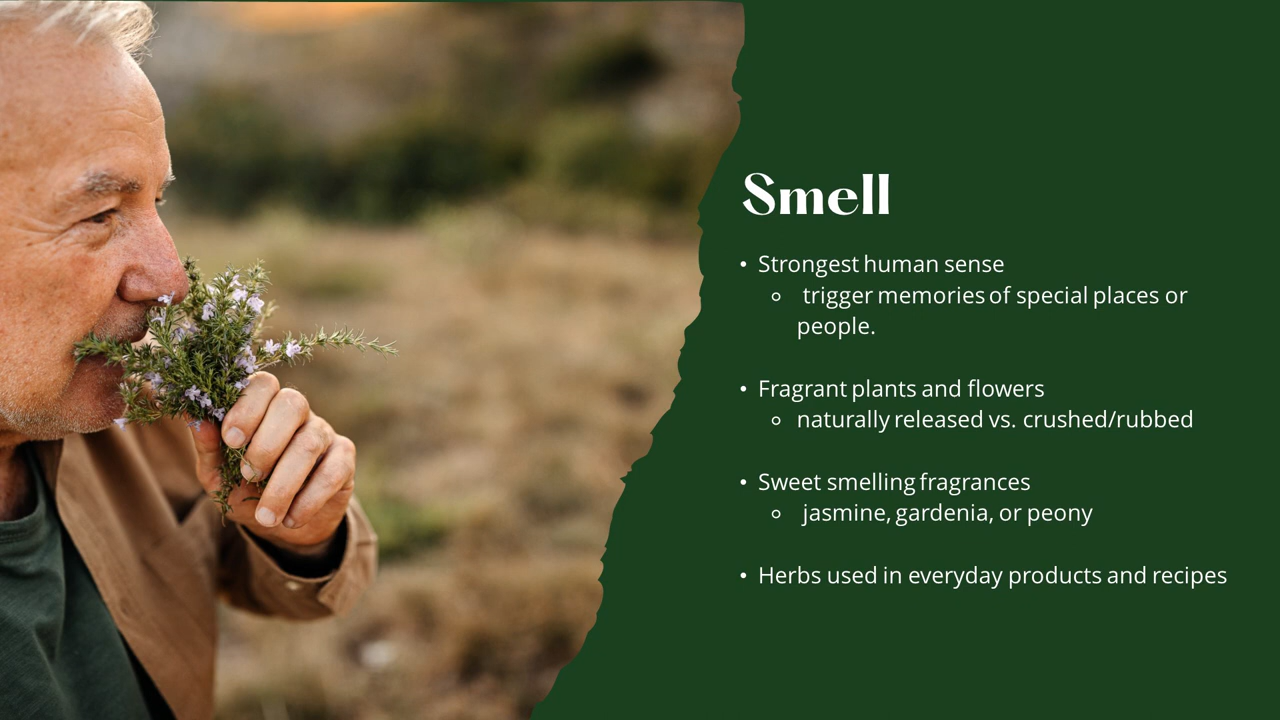 Smell
• Strongest human sense
○ trigger memories of special places or
people.
• Fragrant plants and flowers
○ naturally released vs. crushed/rubbed
• Sweet smelling fragrances
○ jasmine, gardenia, or peony
• Herbs used in everyday products and recipes